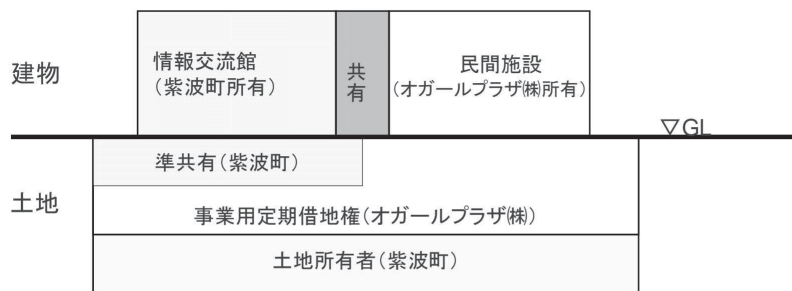 建物
情報交流館
(紫波町所有)
共
有
民間施設
(オガールプラザ㈱所有)
▽GL
土地
準共有(紫波町)
事業用定期借地権(オガールプラザ㈱)
土地所有者(紫波町)